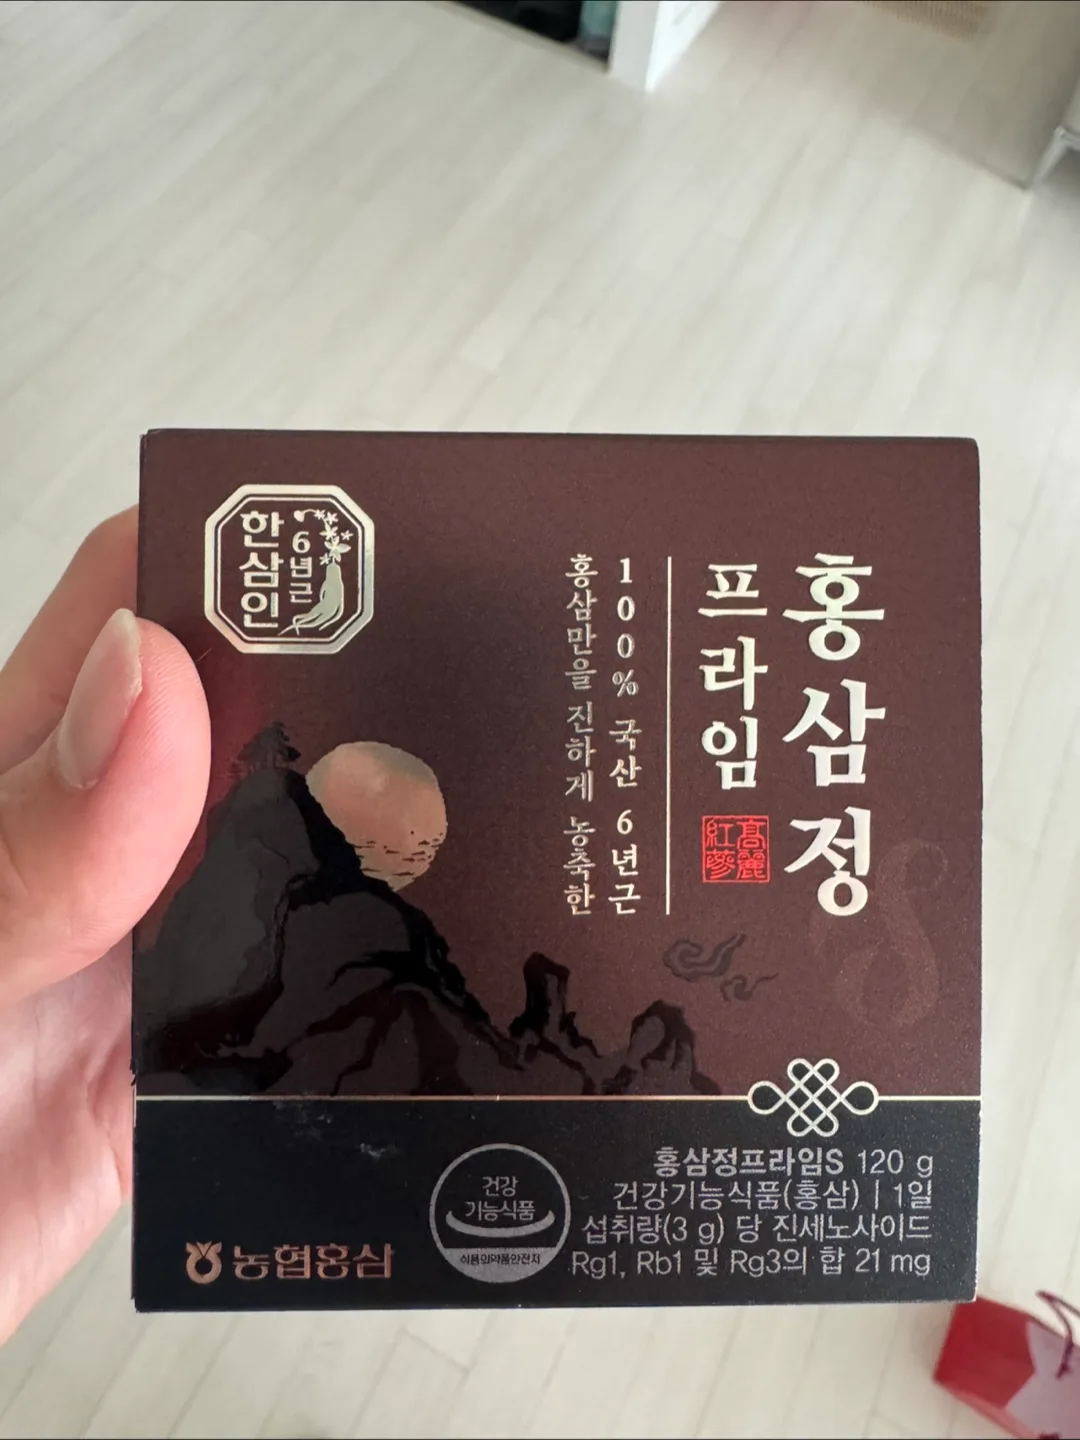 한삼인
6년근
홍삼정
프라임
高麗
紅蔘
100% 국산 6년근
홍삼만을 진하게 농축한
건강
기능식품
식품의약품안전처
홍삼정프라임S 120 g
건강기능식품(홍삼) | 1일
섭취량(3 g) 당 진세노사이드
Rg1, Rb1 및 Rg3의 합 21 mg
농협홍삼